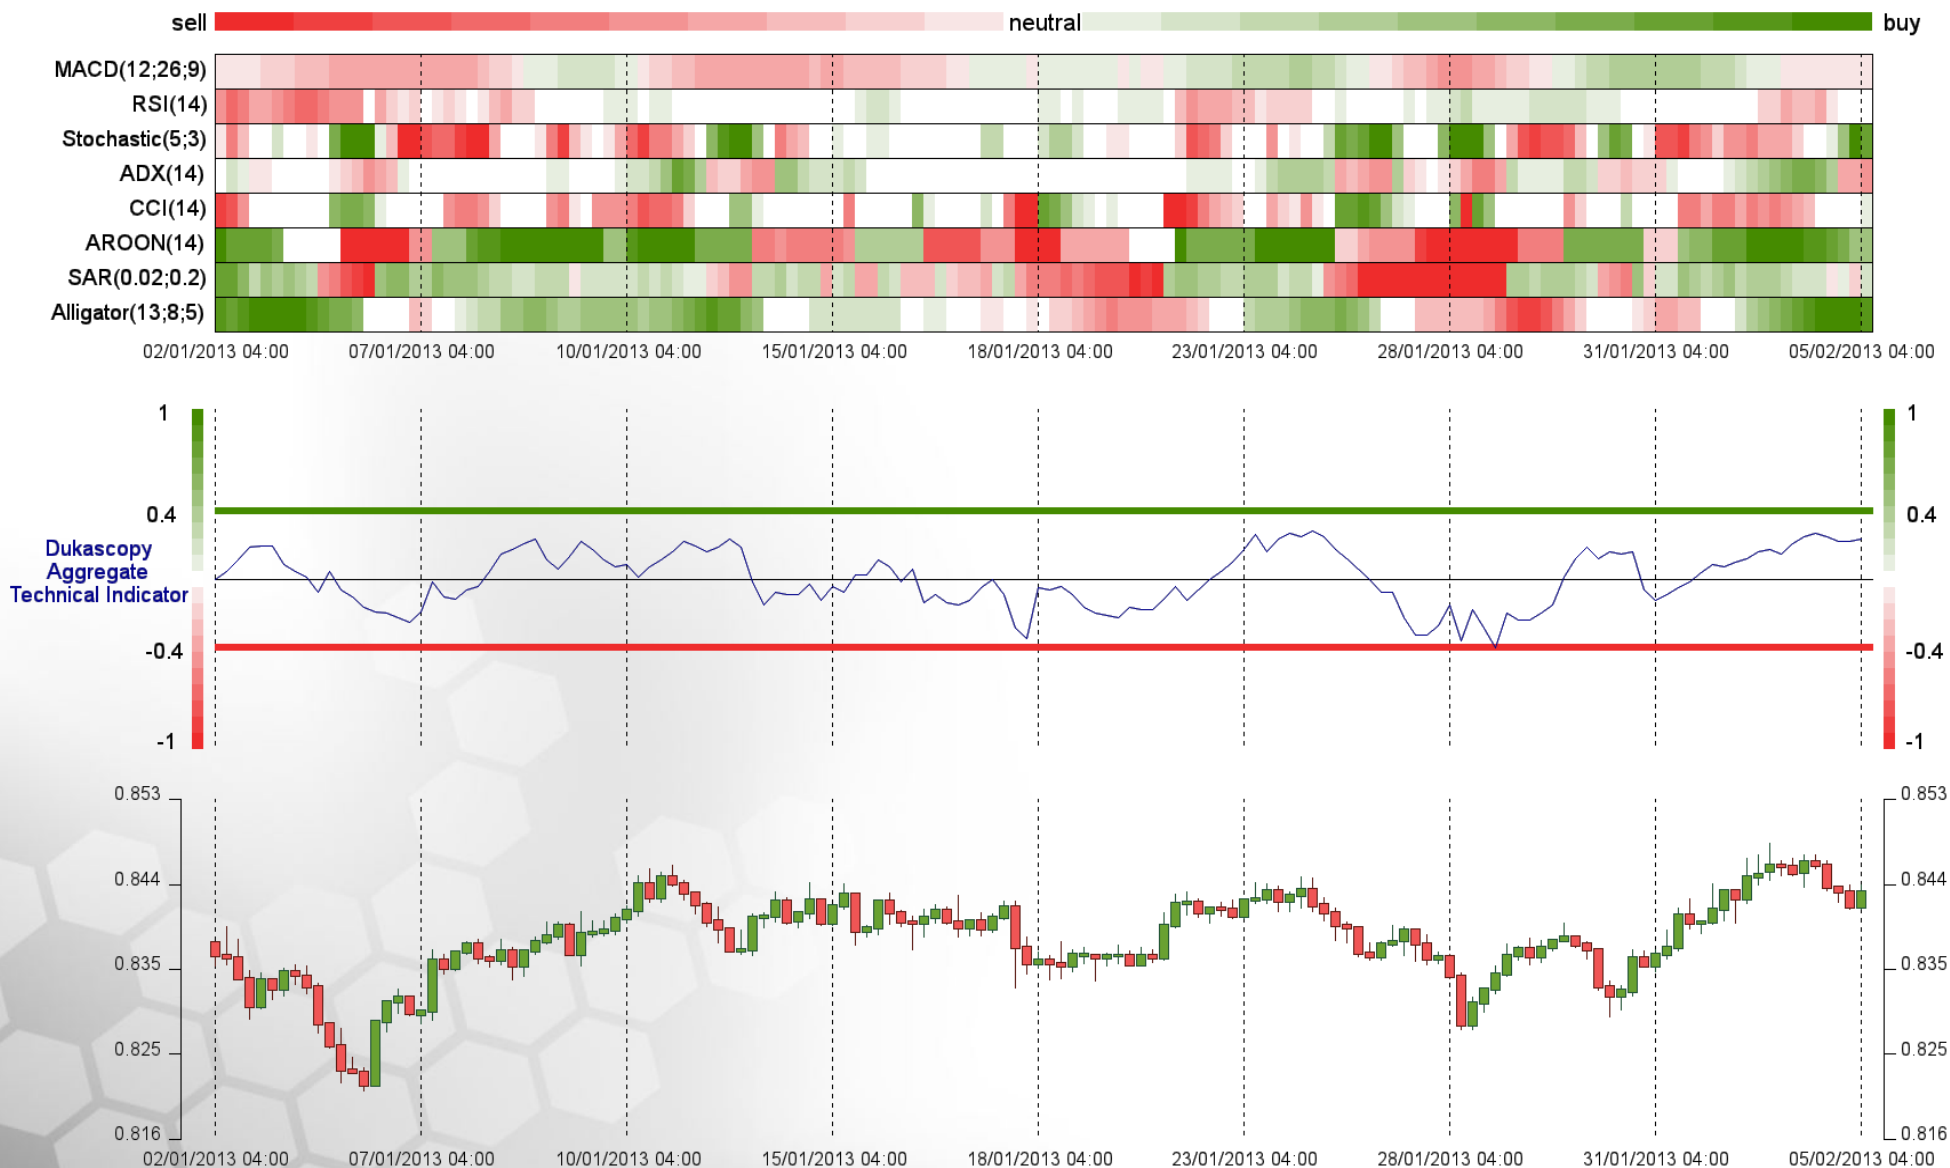 sell neutral buy
MACD(12;26;9)
RSI(14)
Stochastic(5;3)
ADX(14)
CCI(14)
AROON(14)
SAR(0.02;0.2)
Alligator(13;8;5)
02/01/2013 04:00 07/01/2013 04:00 10/01/2013 04:00 15/01/2013 04:00 18/01/2013 04:00 23/01/2013 04:00 28/01/2013 04:00 31/01/2013 04:00 05/02/2013 04:00
1 1
0.4 0.4
Dukascopy
Aggregate
Technical Indicator
-0.4 -0.4
-1 -1
0.853 0.853
0.844 0.844
0.835 0.835
0.825 0.825
0.816 0.816
02/01/2013 04:00 07/01/2013 04:00 10/01/2013 04:00 15/01/2013 04:00 18/01/2013 04:00 23/01/2013 04:00 28/01/2013 04:00 31/01/2013 04:00 05/02/2013 04:00